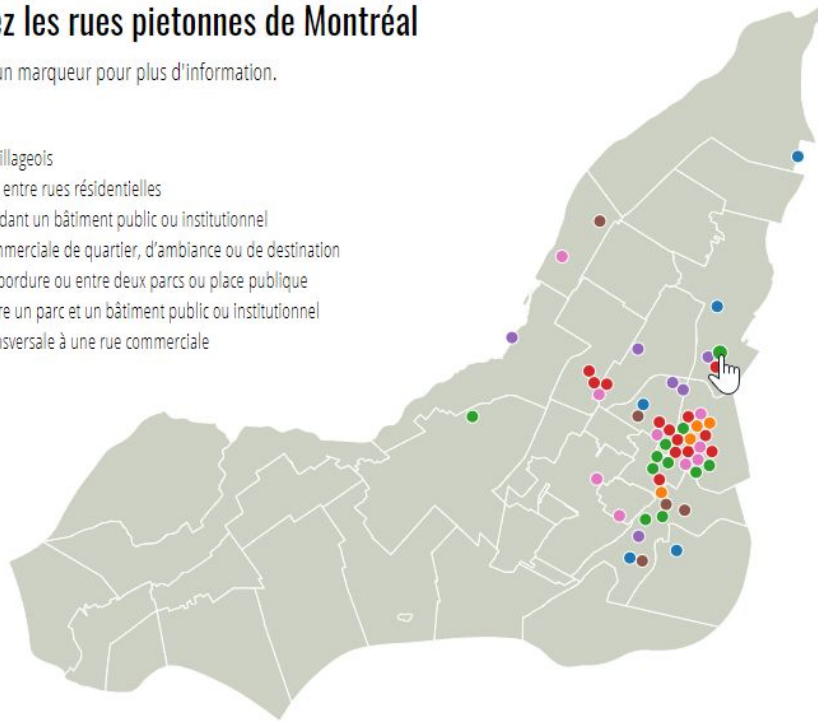 ez les rues pietonnes de Montréal
un marqueur pour plus d'information.
illageois
entre rues résidentielles
dant un bâtiment public ou institutionnel
nmerciale de quartier, d'ambiance ou de destination
bordure ou entre deux parcs ou place publique
re un parc et un bâtiment public ou institutionnel
nsversale à une rue commerciale